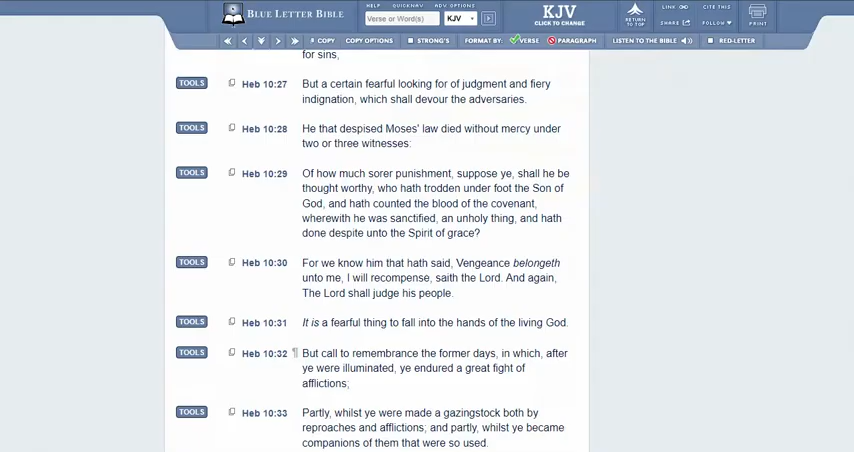 BLUE LETTER BIBLE
HELP QUICKNAV ADV. OPTIONS
Verse or Word(s) KJV
KJV
CLICK TO CHANGE
RETURN
TO TOP
LINK CITE THIS
SHARE FOLLOW
PRINT
COPY COPY OPTIONS STRONG'S FORMAT BY: VERSE PARAGRAPH LISTEN TO THE BIBLE RED-LETTER
for sins,
TOOLS Heb 10:27 But a certain fearful looking for of judgment and fiery
indignation, which shall devour the adversaries.
TOOLS Heb 10:28 He that despised Moses' law died without mercy under
two or three witnesses:
TOOLS Heb 10:29 Of how much sorer punishment, suppose ye, shall he be
thought worthy, who hath trodden under foot the Son of
God, and hath counted the blood of the covenant,
wherewith he was sanctified, an unholy thing, and hath
done despite unto the Spirit of grace?
TOOLS Heb 10:30 For we know him that hath said, Vengeance belongeth
unto me, I will recompense, saith the Lord. And again,
The Lord shall judge his people.
TOOLS Heb 10:31 It is a fearful thing to fall into the hands of the living God.
TOOLS Heb 10:32 ¶ But call to remembrance the former days, in which, after
ye were illuminated, ye endured a great fight of
afflictions;
TOOLS Heb 10:33 Partly, whilst ye were made a gazingstock both by
reproaches and afflictions; and partly, whilst ye became
companions of them that were so used.